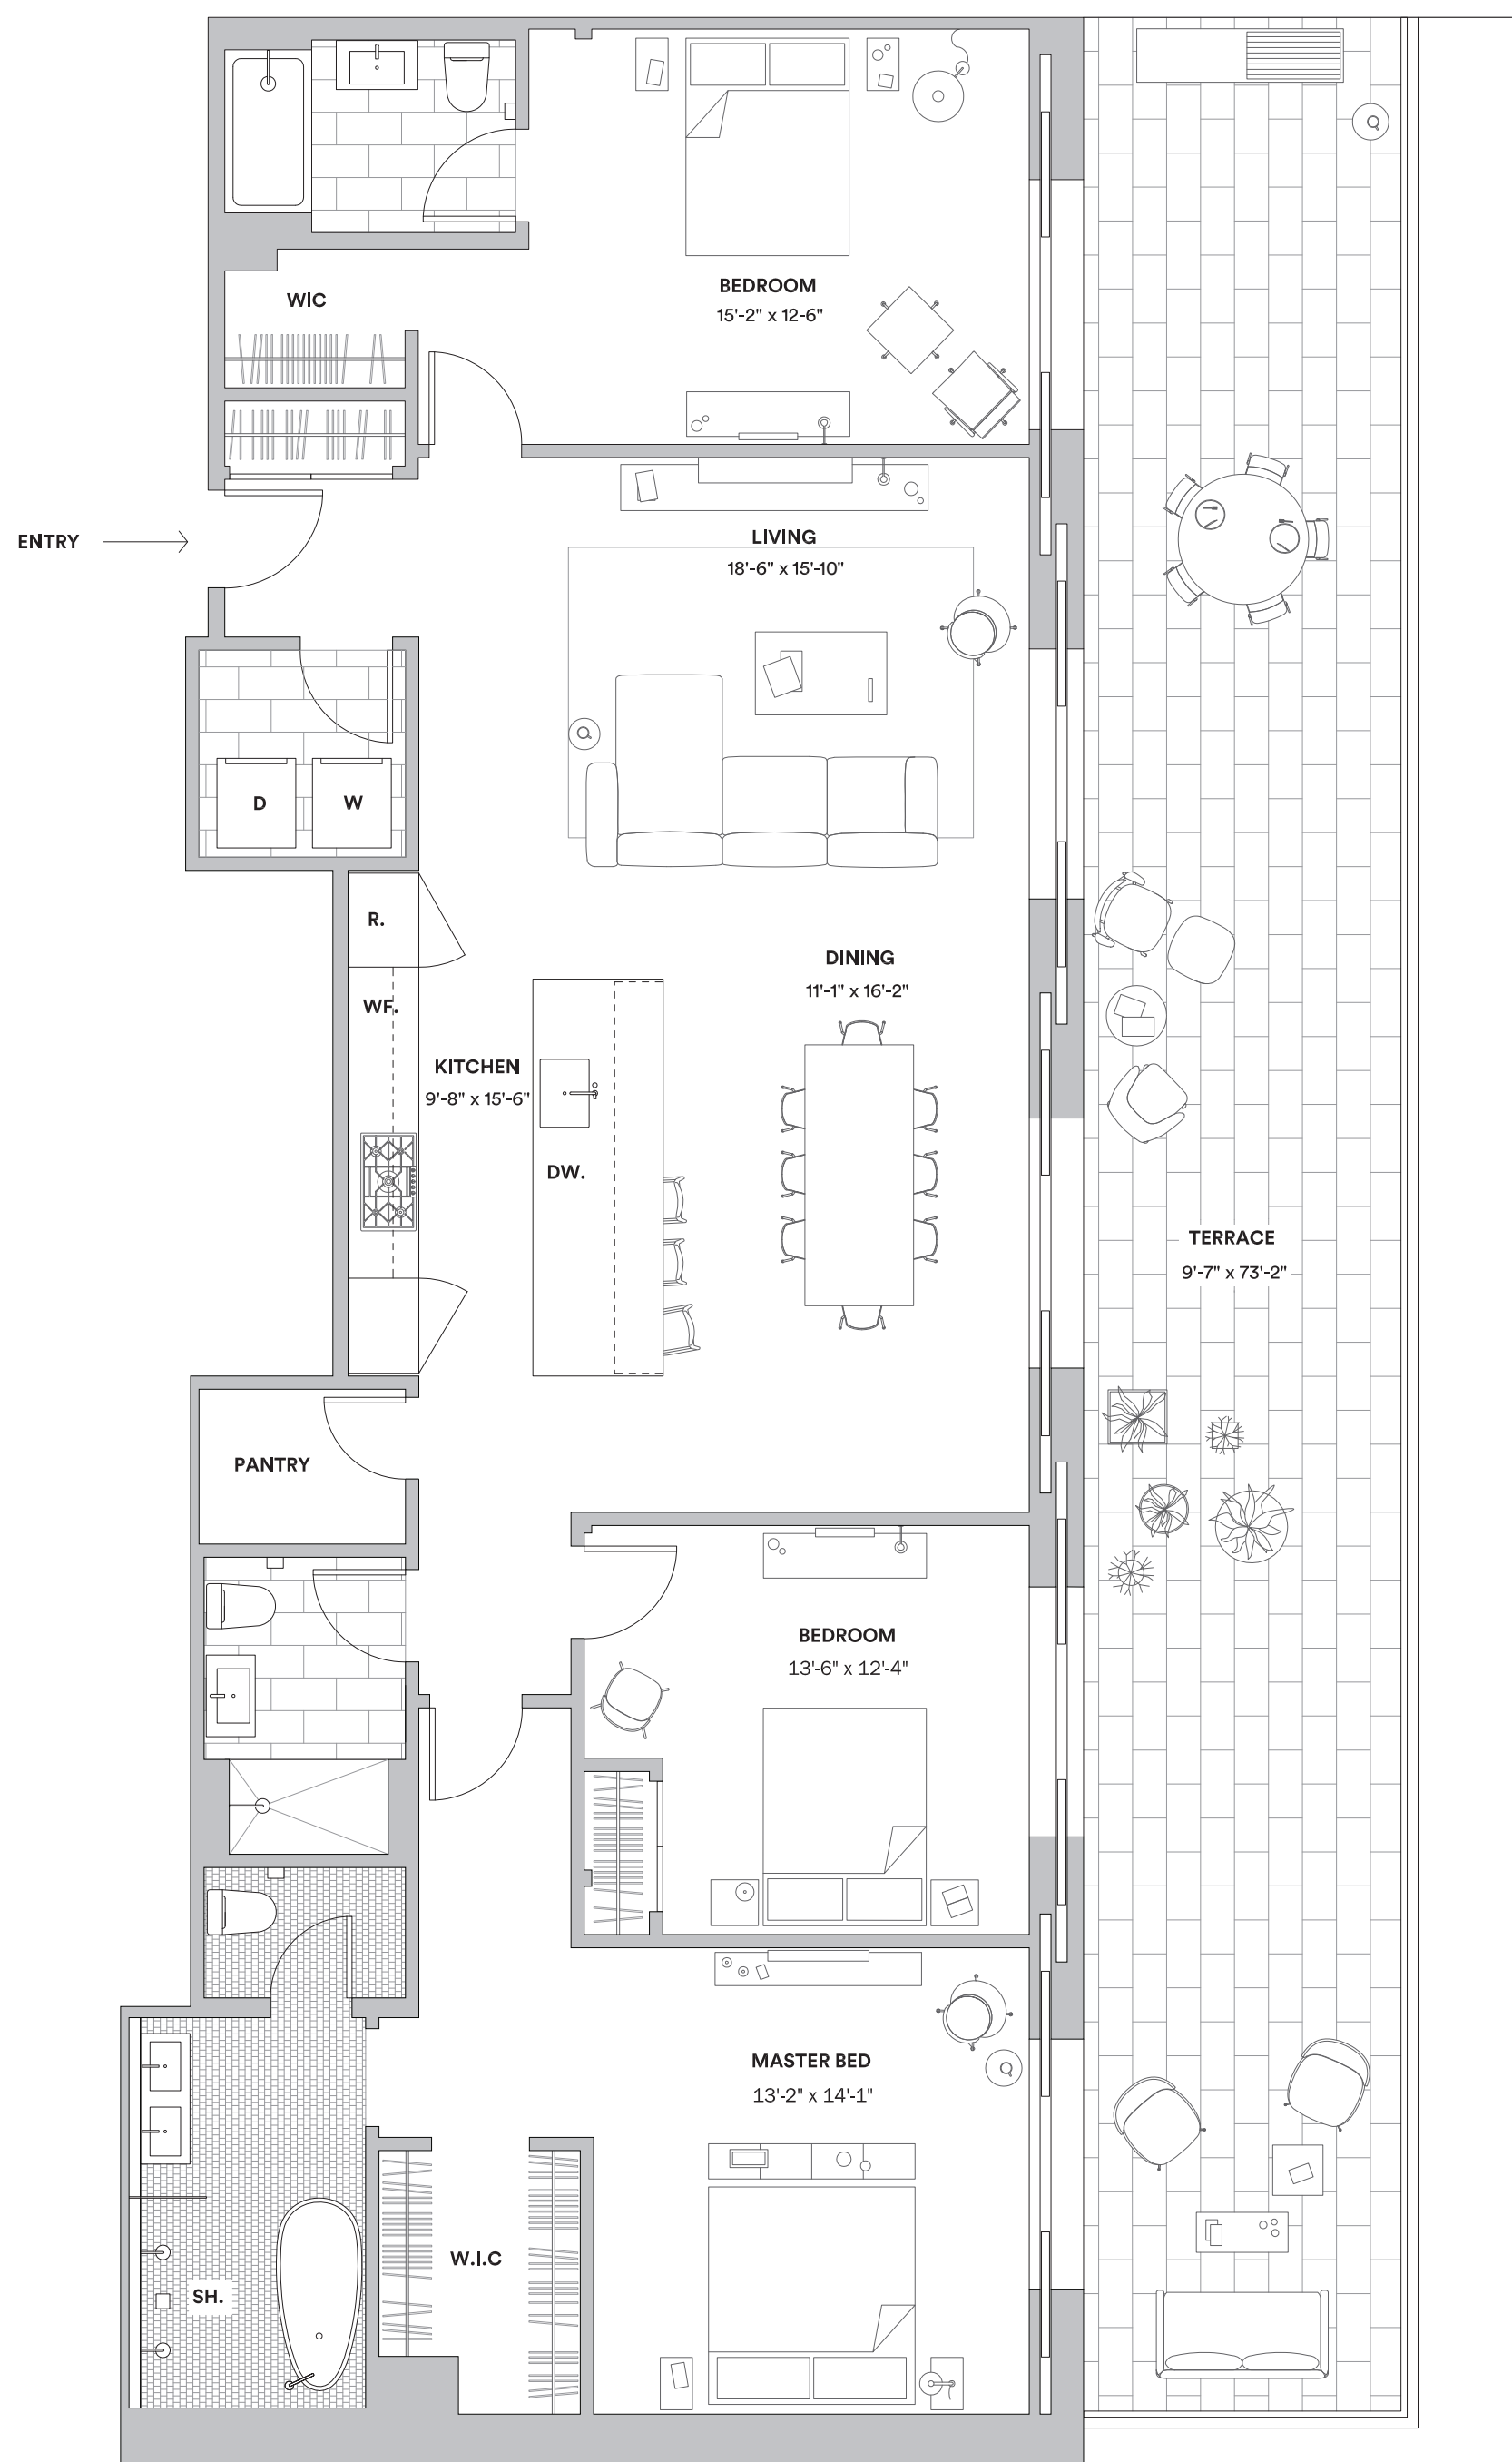 WIC
BEDROOM
15'-2" x 12-6"
ENTRY
LIVING
18'-6" x 15'-10"
D
W
R.
WF.
KITCHEN
9'-8" x 15'-6"
DW.
DINING
11'-1" x 16'-2"
TERRACE
9'-7" x 73'-2"
PANTRY
BEDROOM
13'-6" x 12'-4"
MASTER BED
13'-2" x 14'-1"
W.I.C
SH.